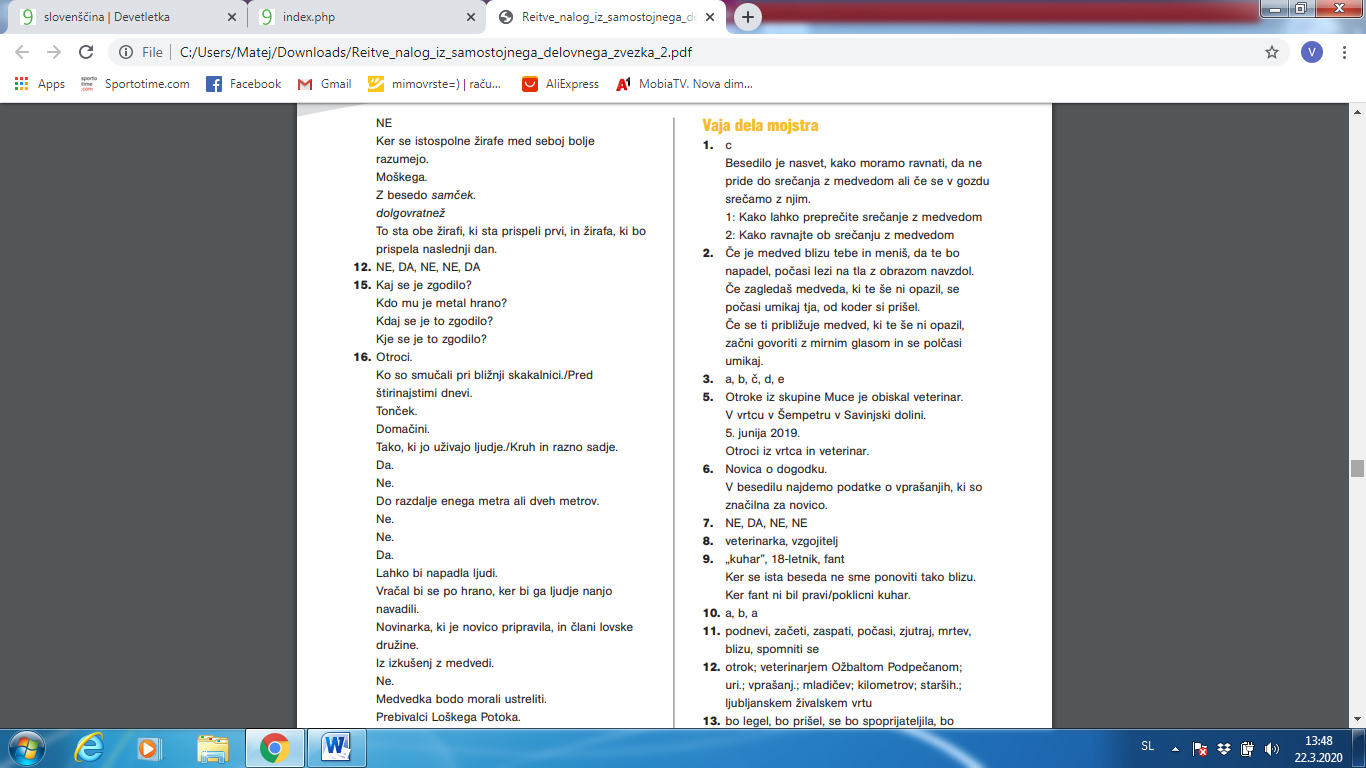 slovenščina | Devetletka
index.php
Reitve_nalog_iz_samostojnega_de
File
C:/Users/Matej/Downloads/Reitve_nalog_iz_samostojnega_delovnega_zvezka_2.pdf
V
Apps
sporto time .com
Sportotime.com
Facebook
Gmail
mimovrste=) | raču...
AliExpress
MobiaTV. Nova dim...
NE
Ker se istospolne žirafe med seboj bolje
razumejo.
Moškega.
Z besedo samček.
dolgovratnež
To sta obe žirafi, ki sta prispeli prvi, in žirafa, ki bo
prispela naslednji dan.
12. NE, DA, NE, NE, DA
15. Kaj se je zgodilo?
Kdo mu je metal hrano?
Kdaj se je to zgodilo?
Kje se je to zgodilo?
16. Otroci.
Ko so smučali pri bližnji skakalnici./Pred
štirinajstimi dnevi.
Tonček.
Domačini.
Tako, ki jo uživajo ljudje./Kruh in razno sadje.
Da.
Ne.
Do razdalje enega metra ali dveh metrov.
Ne.
Ne.
Da.
Lahko bi napadla ljudi.
Vračal bi se po hrano, ker bi ga ljudje nanjo
navadili.
Novinarka, ki je novico pripravila, in člani lovske
družine.
Iz izkušenj z medvedi.
Ne.
Medvedka bodo morali ustreliti.
Prebivalci Loškega Potoka.
Vaja dela mojstra
1. c
Besedilo je nasvet, kako moramo ravnati, da ne
pride do srečanja z medvedom ali če se v gozdu
srečamo z njim.
1: Kako lahko preprečite srečanje z medvedom
2: Kako ravnajte ob srečanju z medvedom
2. Če je medved blizu tebe in meniš, da te bo
napadel, počasi lezi na tla z obrazom navzdol.
Če zagledaš medveda, ki te še ni opazil, se
počasi umikaj tja, od koder si prišel.
Če se ti približuje medved, ki te še ni opazil,
začni govoriti z mirnim glasom in se polčasi
umikaj.
3. a, b, č, d, e
5. Otroke iz skupine Muce je obiskal veterinar.
V vrtcu v Šempetru v Savinjski dolini.
5. junija 2019.
Otroci iz vrtca in veterinar.
6. Novica o dogodku.
V besedilu najdemo podatke o vprašanjih, ki so
značilna za novico.
7. NE, DA, NE, NE
8. veterinarka, vzgojitelj
9. „kuhar”, 18-letnik, fant
Ker se ista beseda ne sme ponoviti tako blizu.
Ker fant ni bil pravi/poklicni kuhar.
10. a, b, a
11. podnevi, začeti, zaspati, počasi, zjutraj, mrtev,
blizu, spomniti se
12. otrok; veterinarjem Ožbaltom Podpečanom;
uri.; vprašanj.; mladičev; kilometrov; starših.;
ljubljanskem živalskem vrtu
13. bo legel, bo prišel, se bo spoprijateljila, bo
SL
13:48
22.3.2020